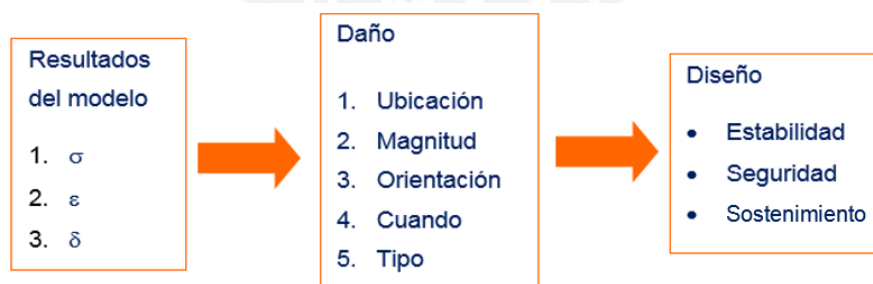 Resultados
del modelo
1. σ
2. ε
3. δ
Daño
1. Ubicación
2. Magnitud
3. Orientación
4. Cuando
5. Tipo
Diseño
• Estabilidad
• Seguridad
• Sostenimiento